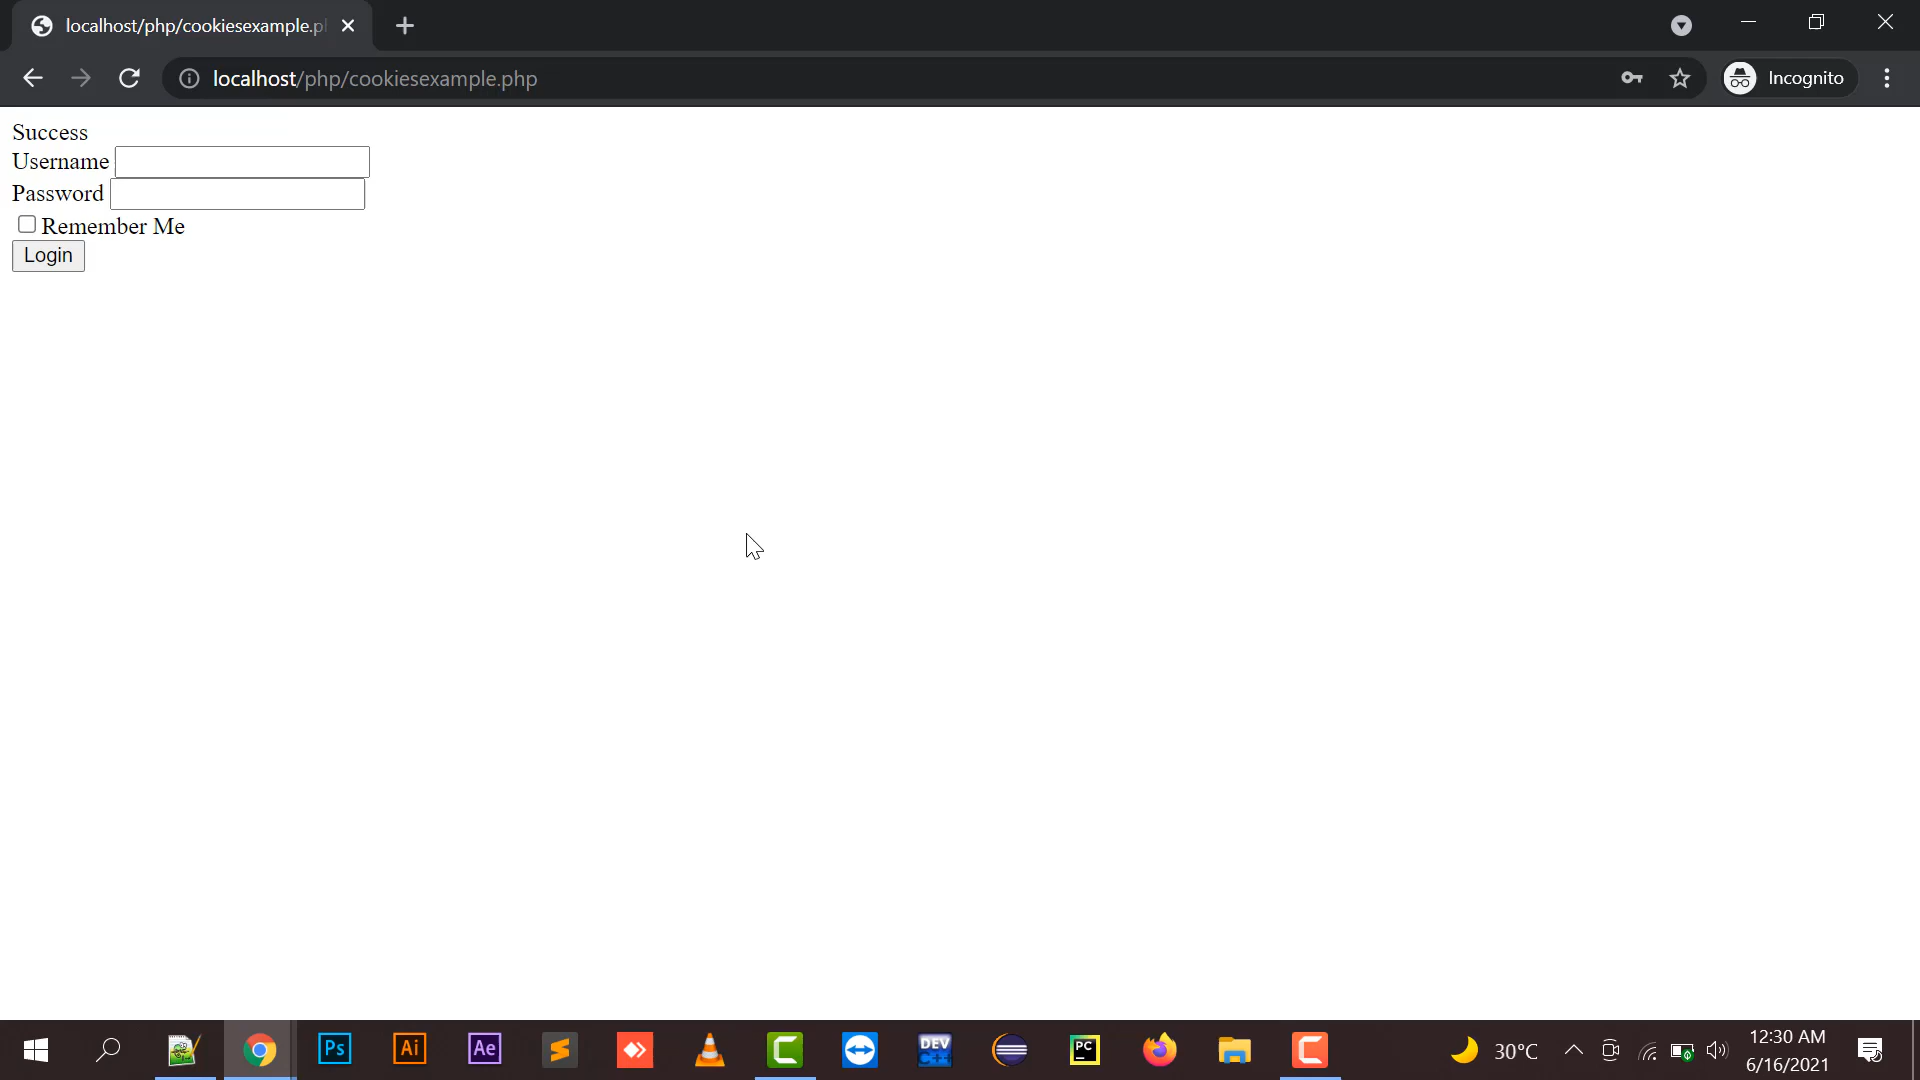 localhost/php/cookiesexample.p
localhost/php/cookiesexample.php
Incognito
Success
Username
Password
Remember Me
Login
Ps
Ai
Ae
DEV
C++
PC
30°C
12:30 AM
6/16/2021